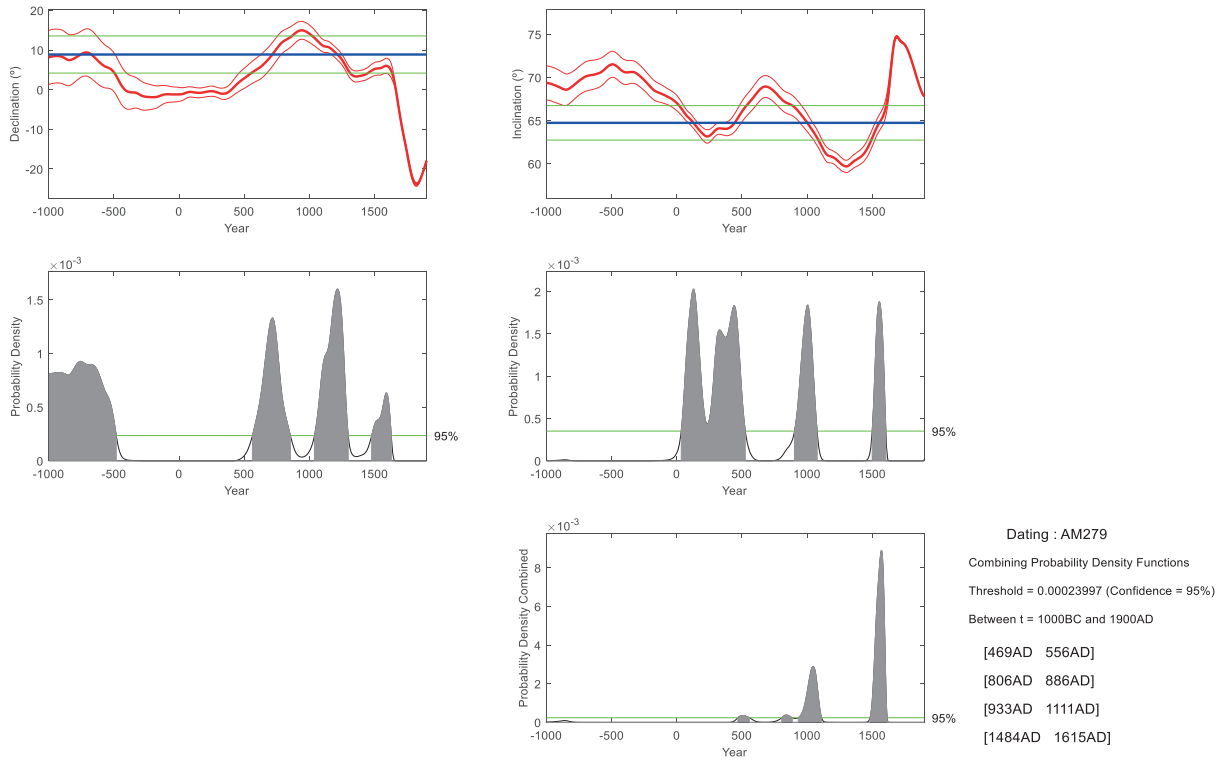 20
10
0
-10
-20
Declination (º)
-1000 -500 0 500 1000 1500
Year
75
70
65
60
Inclination (º)
-1000 -500 0 500 1000 1500
Year
×10-3
1.5
1
0.5
0
Probability Density
95%
-1000 -500 0 500 1000 1500
Year
×10-3
2
1.5
1
0.5
0
Probability Density
95%
-1000 -500 0 500 1000 1500
Year
×10-3
8
6
4
2
0
Probability Density Combined
95%
-1000 -500 0 500 1000 1500
Year
Dating : AM279
Combining Probability Density Functions
Threshold = 0.00023997 (Confidence = 95%)
Between t = 1000BC and 1900AD
[469AD 556AD]
[806AD 886AD]
[933AD 1111AD]
[1484AD 1615AD]